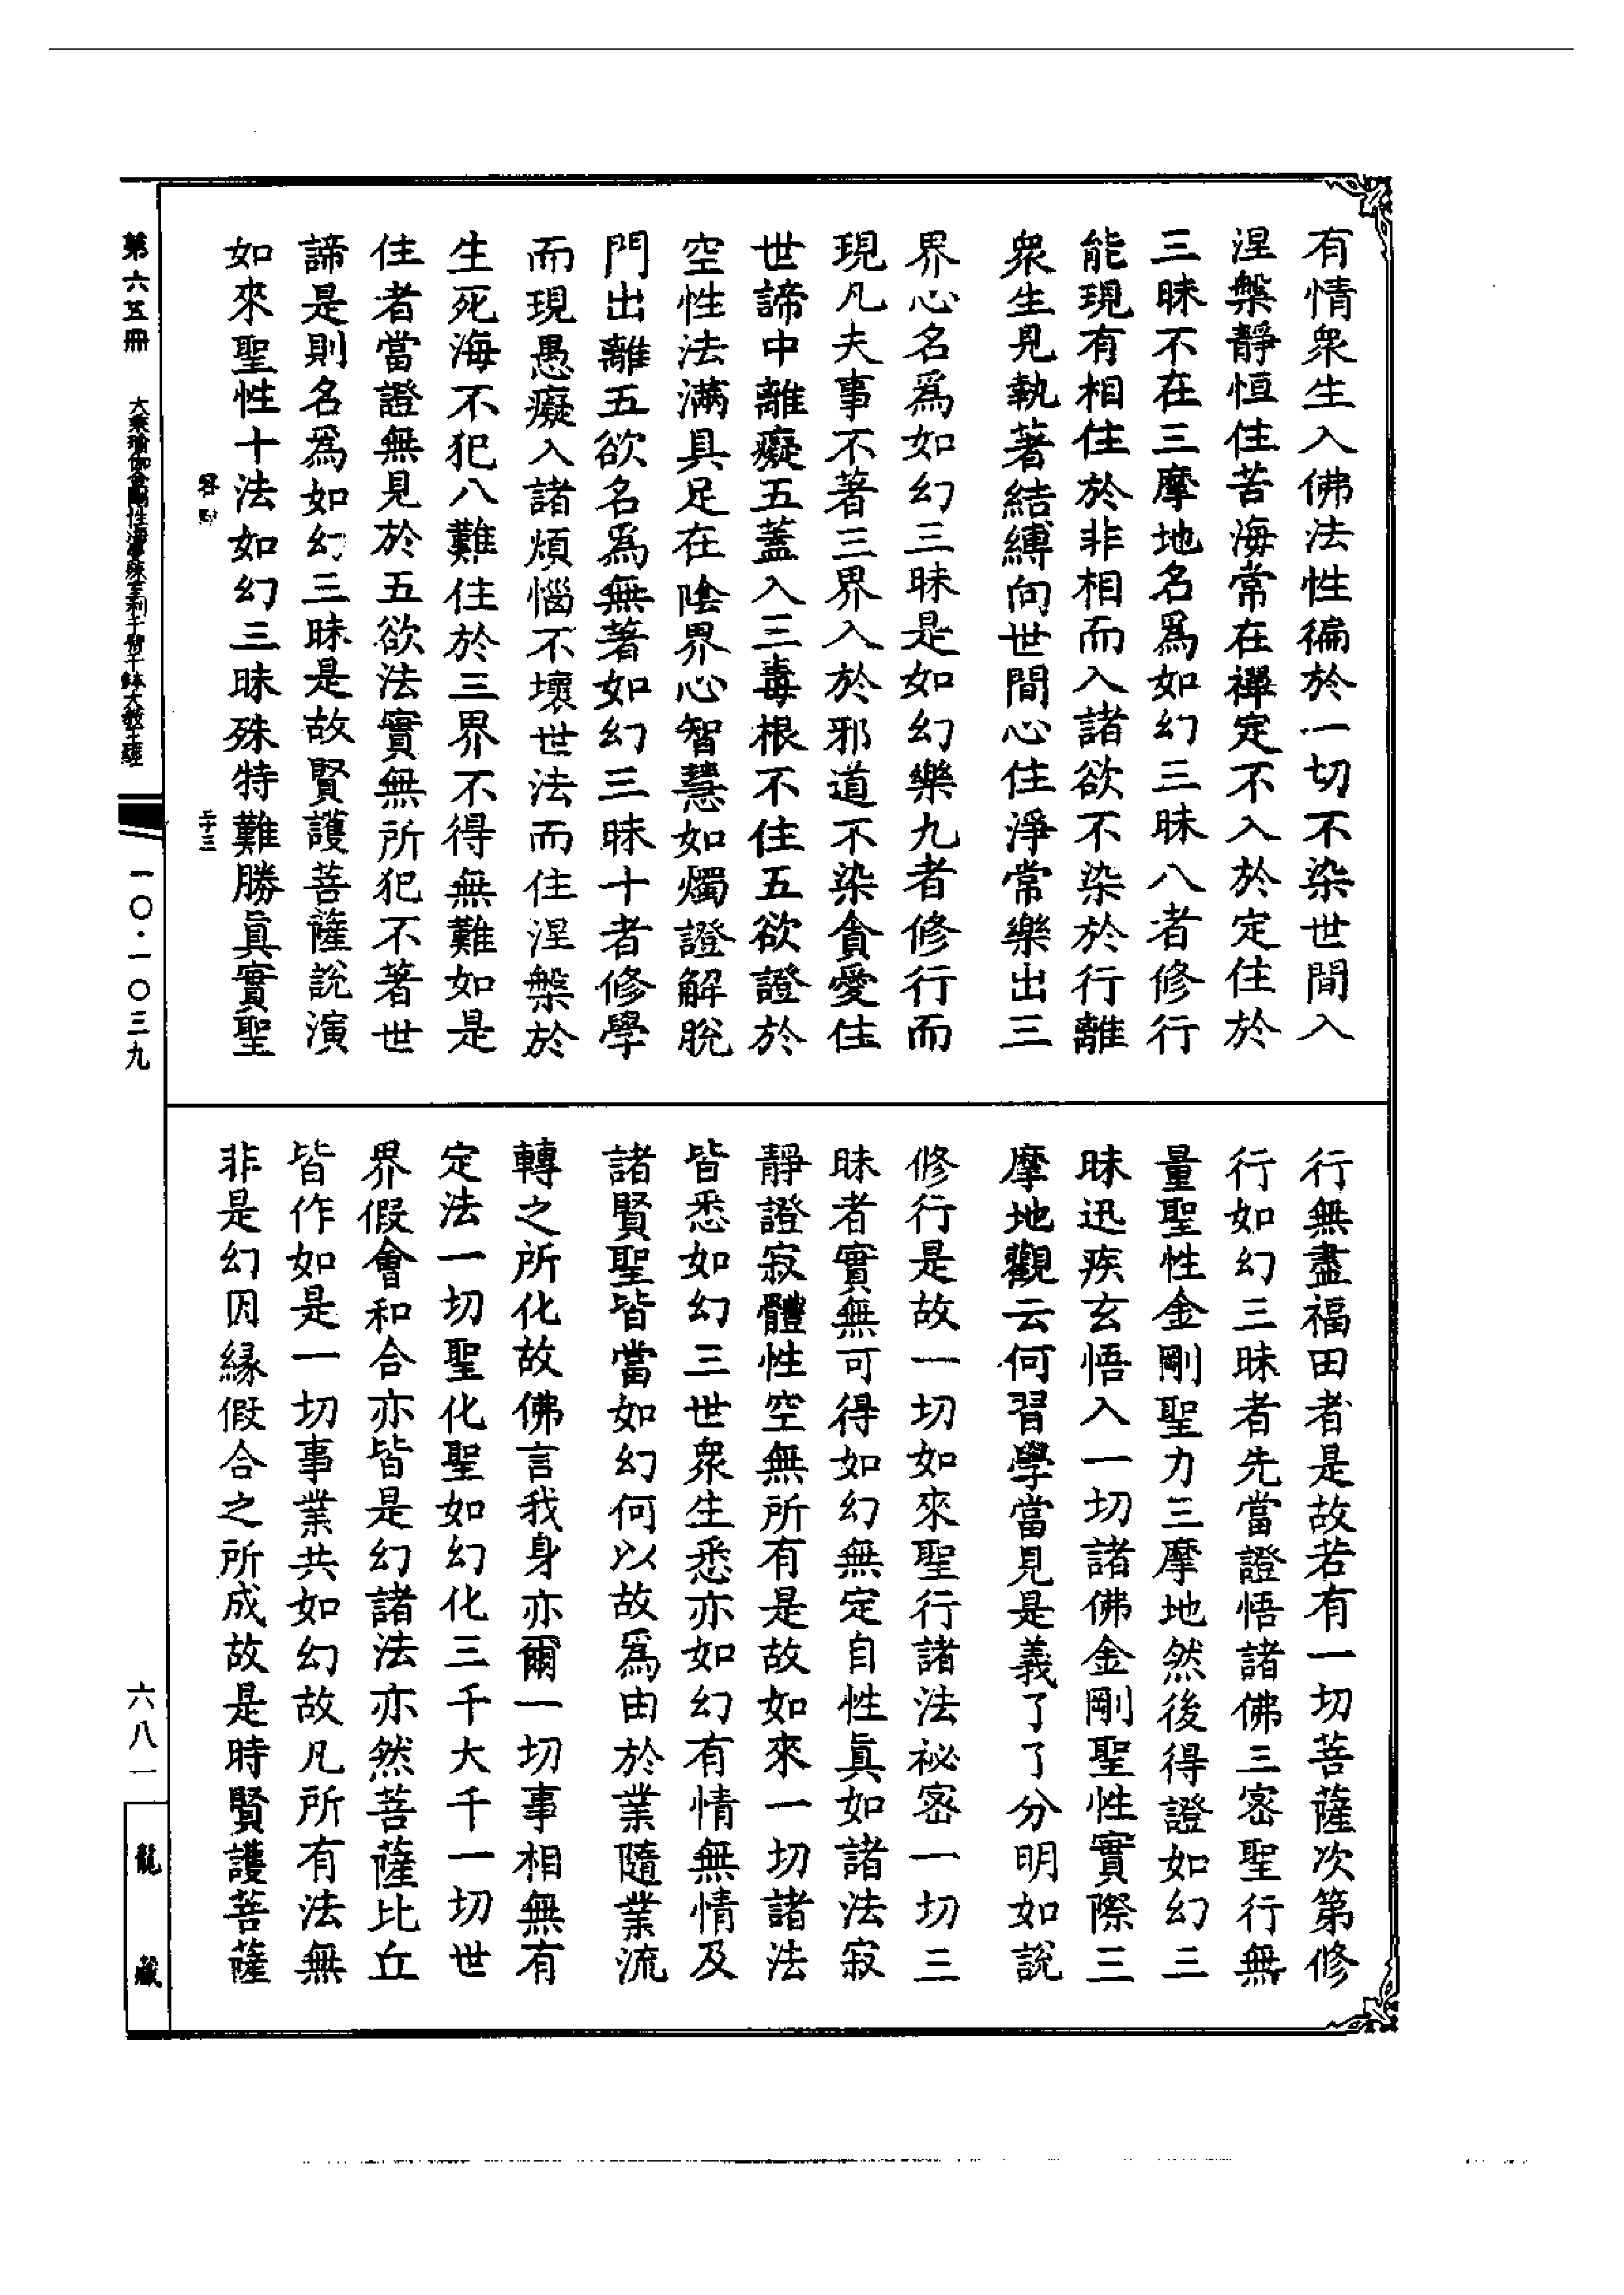 有情衆生入佛法性徧於一切不染世間入
涅槃靜恒住苦海常在禪定不入於定住於
三昧不在三摩地名爲如幻三昧八者修行
能現有相住於非相而入諸欲不染於行離
衆生見執著結縛向世間心住淨常樂出三
界心名爲如幻三昧是如幻樂九者修行而
現凡夫事不著三界入於邪道不染貪愛住
世諦中離癡五蓋入三毒根不住五欲證於
空性法滿具足在陰界心智慧如燭證解脫
門出離五欲名爲無著如幻三昧十者修學
而現愚癡入諸煩惱不壞世法而住涅槃於
生死海不犯八難住於三界不得無難如是
住者當證無見於五欲法實無所犯不著世
諦是則名爲如幻三昧是故賢護菩薩說演
如來聖性十法如幻三昧殊特難勝眞實聖
行無盡福田者是故若有一切菩薩次第修
行如幻三昧者先當證悟諸佛三密聖行無
量聖性金剛聖力三摩地然後得證如幻三
昧迅疾玄悟入一切諸佛金剛聖性實際三
摩地觀云何習學當見是義了了分明如說
修行是故一切如來聖行諸法祕密一切三
昧者實無可得如幻無定自性眞如諸法寂
靜證寂體性空無所有是故如來一切諸法
皆悉如幻三世衆生悉亦如幻有情無情及
諸賢聖皆當如幻何以故爲由於業隨業流
轉之所化故佛言我身亦爾一切事相無有
定法一切聖化聖如幻化三千大千一切世
界假會和合亦皆是幻諸法亦然菩薩比丘
皆作如是一切事業共如幻故凡所有法無
非是幻因緣假合之所成故是時賢護菩薩
二十三
第六五冊
大乘瑜伽金剛性海曼殊室利千臂千鉢大教王經
一〇·一〇三九
六八一
龍藏